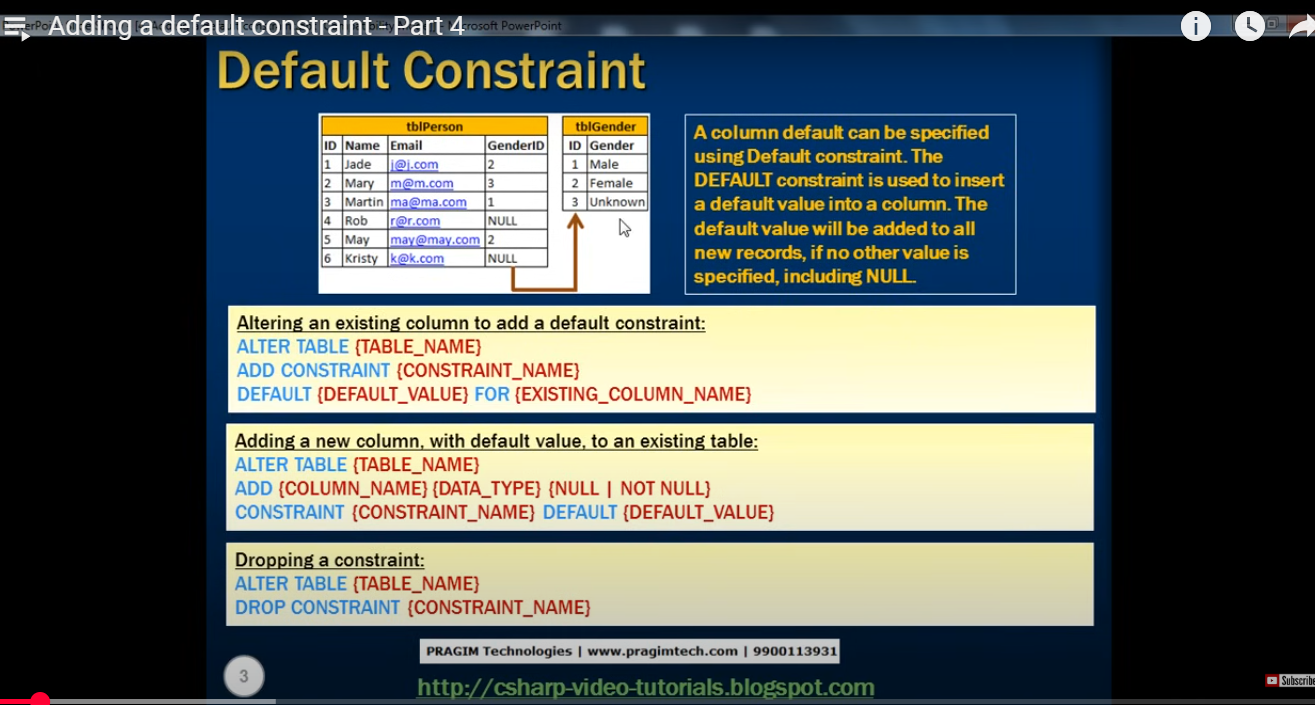 Adding a default constraint - Part 4
Microsoft PowerPoint
Default Constraint
tblPerson
ID Name Email GenderID
1 Jade j@j.com 2
2 Mary m@m.com 3
3 Martin ma@ma.com 1
4 Rob r@r.com NULL
5 May may@may.com 2
6 Kristy k@k.com NULL
tblGender
ID Gender
1 Male
2 Female
3 Unknown
A column default can be specified
using Default constraint. The
DEFAULT constraint is used to insert
a default value into a column. The
default value will be added to all
new records, if no other value is
specified, including NULL.
Altering an existing column to add a default constraint:
ALTER TABLE {TABLE_NAME}
ADD CONSTRAINT {CONSTRAINT_NAME}
DEFAULT {DEFAULT_VALUE} FOR {EXISTING_COLUMN_NAME}
Adding a new column, with default value, to an existing table:
ALTER TABLE {TABLE_NAME}
ADD {COLUMN_NAME} {DATA_TYPE} {NULL | NOT NULL}
CONSTRAINT {CONSTRAINT_NAME} DEFAULT {DEFAULT_VALUE}
Dropping a constraint:
ALTER TABLE {TABLE_NAME}
DROP CONSTRAINT {CONSTRAINT_NAME}
PRAGIM Technologies | www.pragimtech.com | 9900113931
3
http://csharp-video-tutorials.blogspot.com
Subscribe